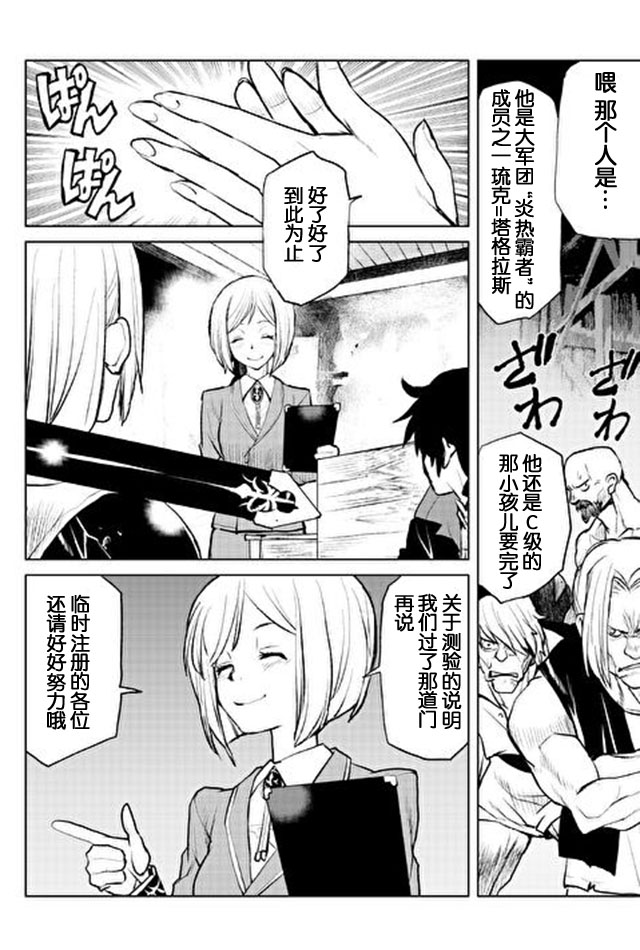 喂 那个人是…
他是大军团“炎热霸者”的
成员之一琉克=塔格拉斯
ざわ
ざわ
他还是C级的
那小孩儿要完了
ぱん
ぱん
好了好了
到此为止
关于测验的说明
我们过了那道门
再说
临时注册的各位
还请好好努力哦